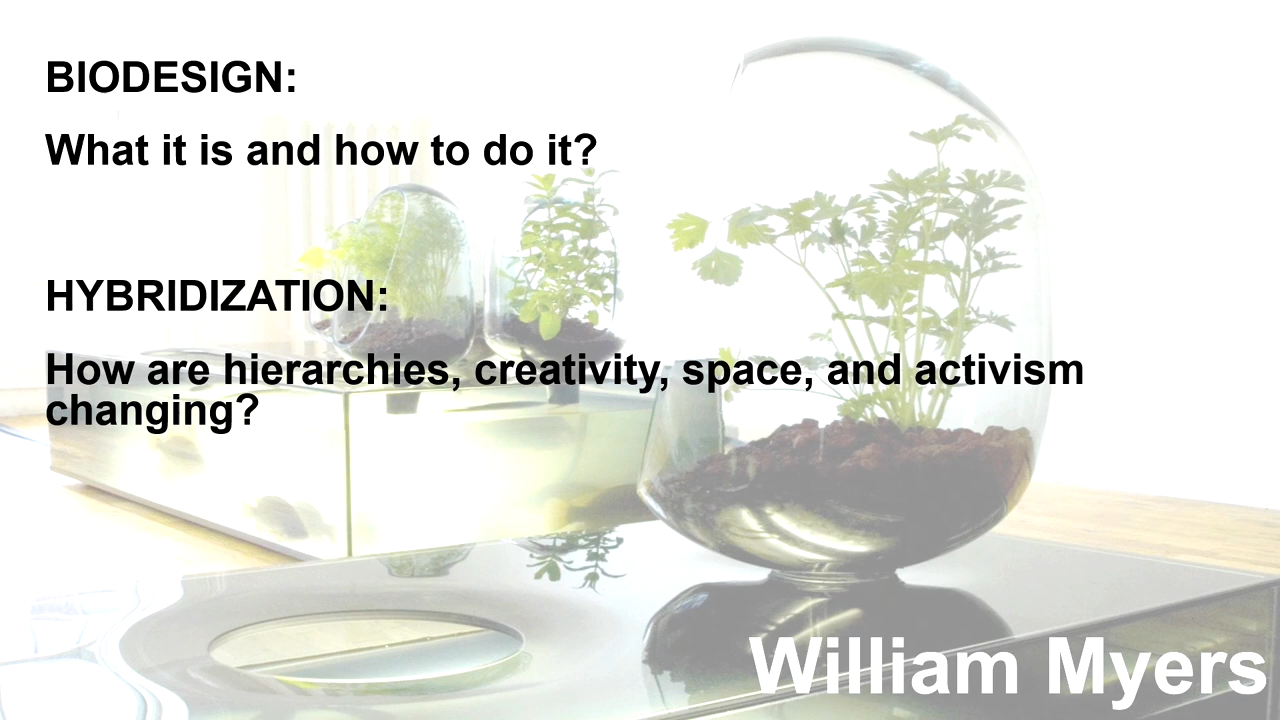 BIODESIGN:
What it is and how to do it?
HYBRIDIZATION:
How are hierarchies, creativity, space, and activism
changing?
William Myers